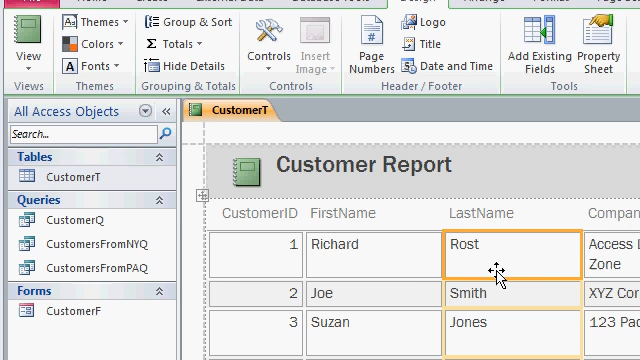 Design
View
Themes
Colors
Fonts
Group & Sort
Σ Totals
Hide Details
Controls
Insert Image
Page Numbers
Logo
Title
Date and Time
Add Existing Fields
Property Sheet
Views
Themes
Grouping & Totals
Controls
Header / Footer
Tools
All Access Objects
CustomerT
Search...
Tables
CustomerT
Queries
CustomerQ
CustomersFromNYQ
CustomersFromPAQ
Forms
CustomerF
Customer Report
CustomerID FirstName LastName
1 Richard Rost Access
Zone
2 Joe Smith XYZ
3 Suzan Jones 123